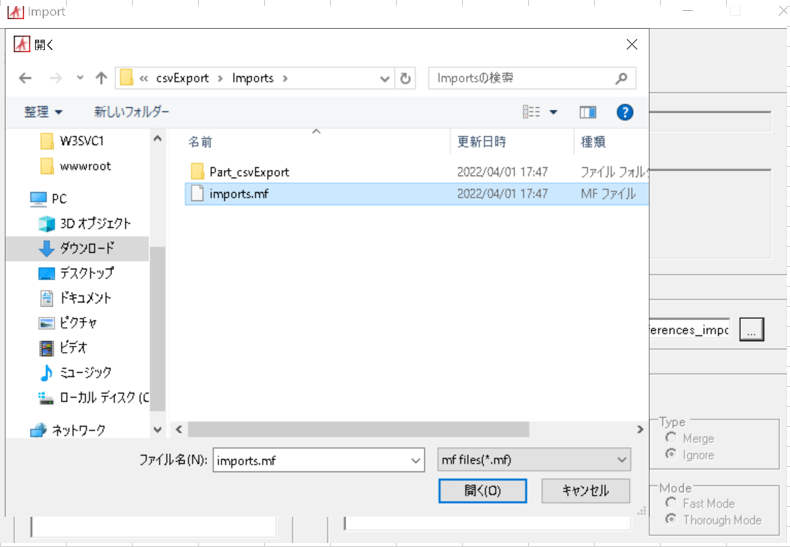 Import
開く
« csvExport › Imports ›
Importsの検索
整理 新しいフォルダー
名前 更新日時 種類
W3SVC1
wwwroot
PC
3D オブジェクト
ダウンロード
デスクトップ
ドキュメント
ピクチャ
ビデオ
ミュージック
ローカル ディスク (C
ネットワーク
Part_csvExport 2022/04/01 17:47 ファイル フォル
imports.mf 2022/04/01 17:47 MF ファイル
erences_impo ...
ファイル名(N): imports.mf mf files(*.mf)
開く(O) キャンセル
Type
Merge
Ignore
Mode
Fast Mode
Thorough Mode